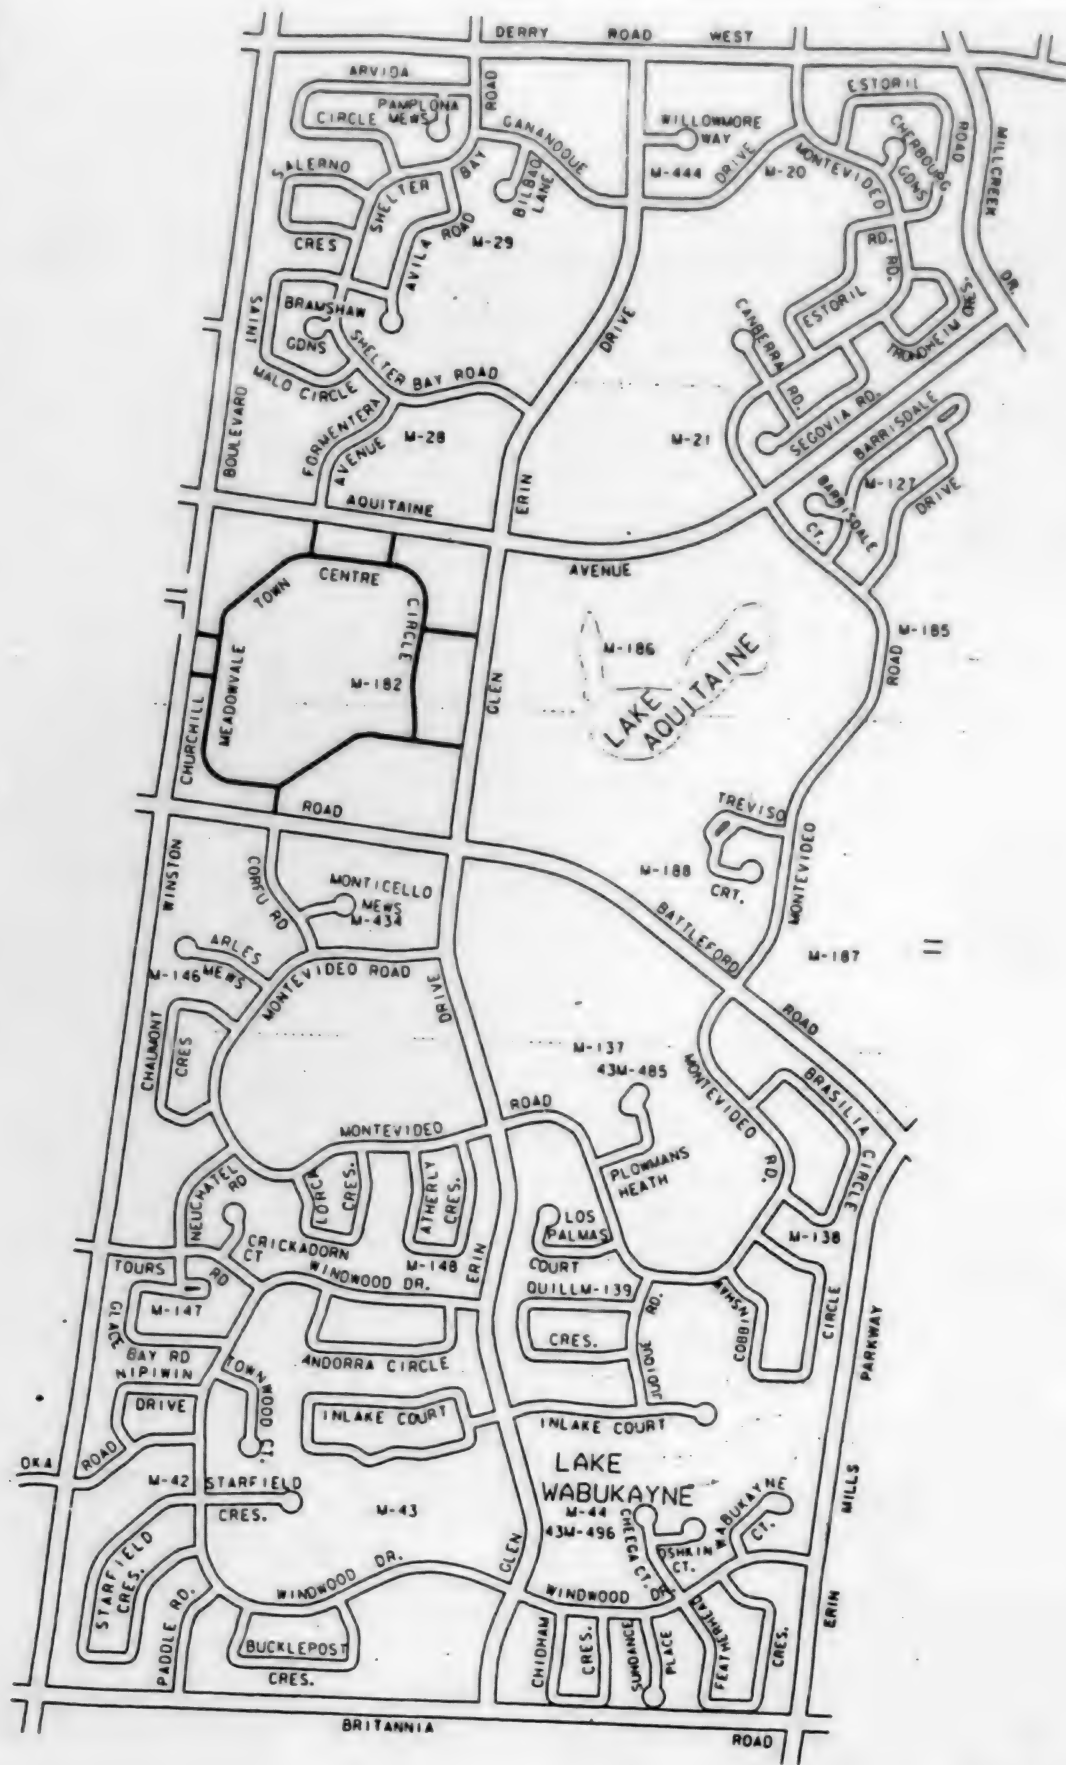 DERRY ROAD WEST
ARVIDA
CIRCLE
PAMPLONA
MEWS
ROAD
GANANOQUE
WILLOWMORE
WAY
ESTORIL
ROAD
CHERBOURG
GDNS
MILLCREEK
DR.
SALERNO
CRES
SHELTER
BAY
BILBAO
LANE
M-444
DRIVE
M-20
MONTEVIDEO
RD.
RD.
AVILA ROAD
M-29
ESTORIL
TRONDHEIM
CRES.
SAINT
MALO CIRCLE
BRAMSHAW
GDNS
SHELTER BAY ROAD
DRIVE
CANBERRA
RD.
SEGOVIA RD.
BOULEVARD
FORMENTERA
AVENUE
M-28
M-21
BARRISDALE
DRIVE
M-127
BARRISDALE
CT.
AQUITAINE
ERIN
AVENUE
TOWN
CENTRE
CIRCLE
MEADOWVALE
M-182
GLEN
M-186
LAKE
AQUITAINE
M-185
ROAD
CHURCHILL
ROAD
TREVISO
CRT.
M-188
MONTEVIDEO
WINSTON
CORFU RD
MONTICELLO
MEWS
M-434
BATTLEFORD
ROAD
M-187
ARLES
MEWS
M-146
MONTEVIDEO ROAD
DRIVE
CHAUMONT
CRES
M-137
43M-485
MONTEVIDEO
RD.
BRASILIA
CIRCLE
MONTEVIDEO
ROAD
PLOWMANS
HEATH
NEUCHATEL
RD
LORCA
CRES.
ATHERLY
CRES.
LOS
PALMAS
COURT
M-138
CRICKADORN
CT
M-148
ERIN
TOURS
RD
WINDWOOD DR.
QUILL
M-139
RD.
COBBINSHAW
CIRCLE
M-147
GLACE
BAY RD
CRES.
JUDIQUE
PARKWAY
NIPIWIN
DRIVE
TOWNWOOD CT.
ANDORRA CIRCLE
INLAKE COURT
INLAKE COURT
OKA
ROAD
M-42
STARFIELD
CRES.
LAKE
WABUKAYNE
M-43
M-44
43M-496
CHEEGA CT.
OSHKIN
CT.
WABUKAYNE
CT.
MILLS
STARFIELD
CRES.
GLEN
WINDWOOD DR.
WINDWOOD DR.
PADDLE RD.
BUCKLEPOST
CRES.
CHIDHAM
CRES.
SUNDANCE
PLACE
FEATHERHEAD
CRES.
ERIN
BRITANNIA
ROAD